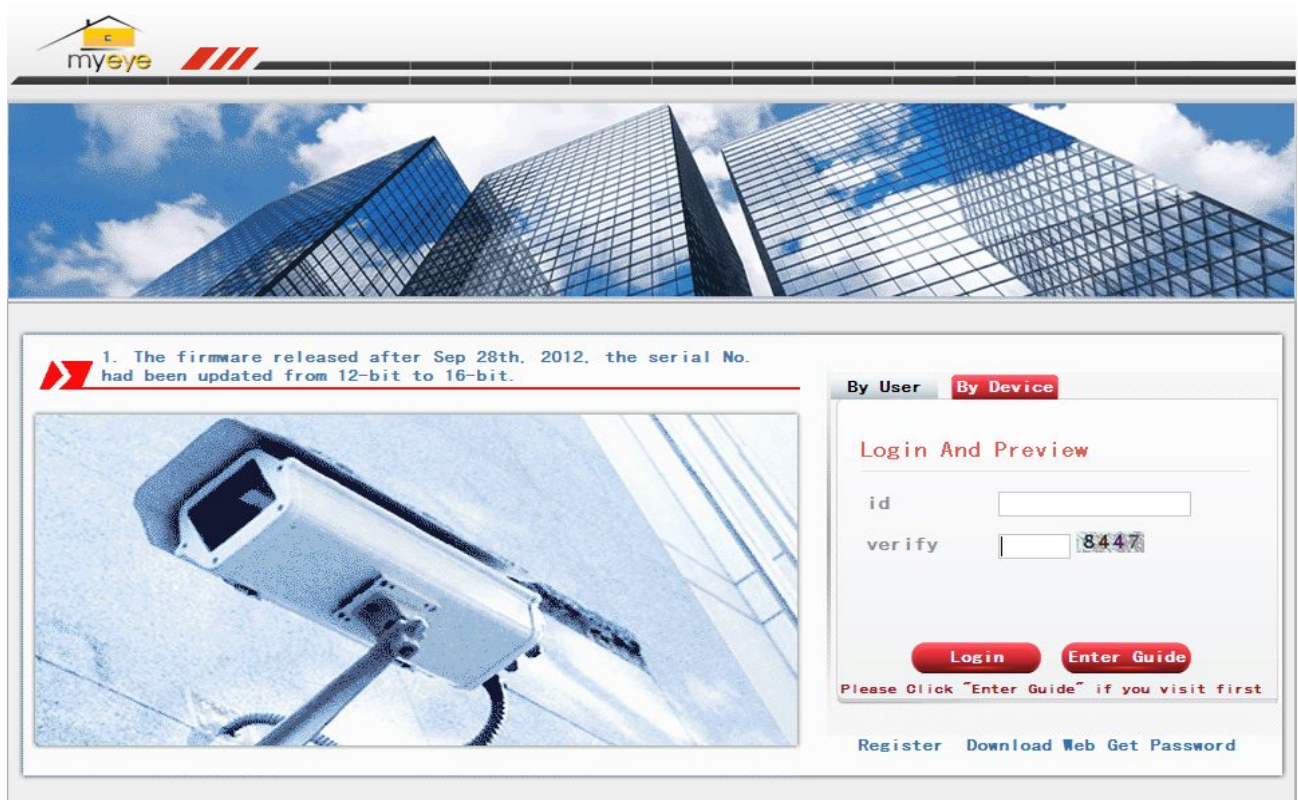 c
myeye
1. The firmware released after Sep 28th, 2012, the serial No.
had been updated from 12-bit to 16-bit.
By User By Device
Login And Preview
id
verify 8447
Login Enter Guide
Please Click "Enter Guide" if you visit first
Register Download Web Get Password